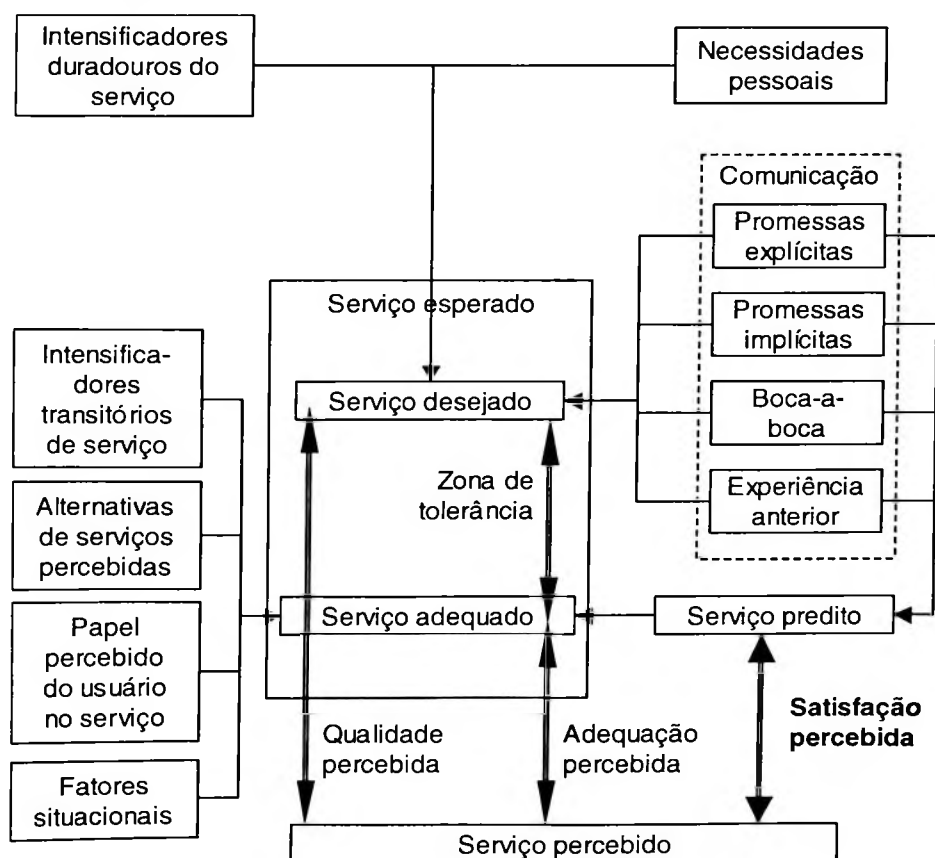 Intensificadores
duradouros do
serviço
Necessidades
pessoais
Comunicação
Promessas
explícitas
Promessas
implícitas
Boca-a-
boca
Experiência
anterior
Serviço esperado
Serviço desejado
Zona de
tolerância
Serviço adequado
Serviço predito
Intensifica-
dores
transitórios
de serviço
Alternativas
de serviços
percebidas
Papel
percebido
do usuário
no serviço
Fatores
situacionais
Qualidade
percebida
Adequação
percebida
Satisfação
percebida
Serviço percebido